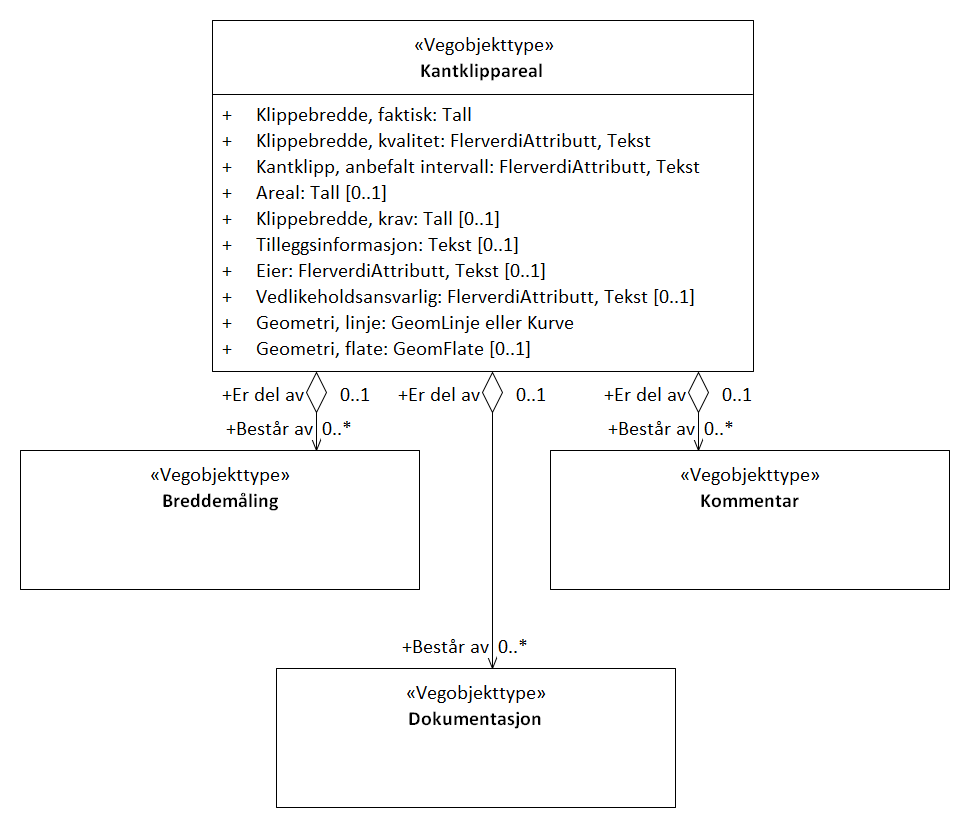 «Vegobjekttype»
Kantklippareal
+ Klippebredde, faktisk: Tall
+ Klippebredde, kvalitet: FlerverdiAttributt, Tekst
+ Kantklipp, anbefalt intervall: FlerverdiAttributt, Tekst
+ Areal: Tall [0..1]
+ Klippebredde, krav: Tall [0..1]
+ Tilleggsinformasjon: Tekst [0..1]
+ Eier: FlerverdiAttributt, Tekst [0..1]
+ Vedlikeholdsansvarlig: FlerverdiAttributt, Tekst [0..1]
+ Geometri, linje: GeomLinje eller Kurve
+ Geometri, flate: GeomFlate [0..1]
+Er del av 0..1 +Er del av 0..1 +Er del av 0..1
+Består av 0..* +Består av 0..*
«Vegobjekttype»
Breddemåling
«Vegobjekttype»
Kommentar
+Består av 0..*
«Vegobjekttype»
Dokumentasjon